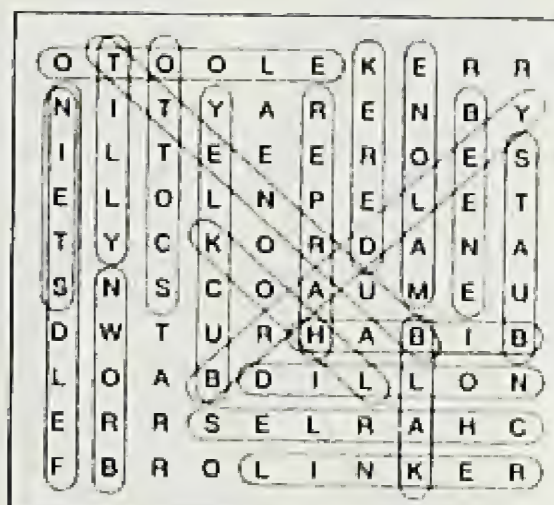 O T O O L E K E R R
N I T Y A R E N B Y
I L T E E E R O E S
E L O L N P E L E T
T Y C K O R D A N A
S N S C O A U M E U
D W T U R H A B I B
L O A B D I L L O N
E R R S E L R A H C
F B R O L I N K E R